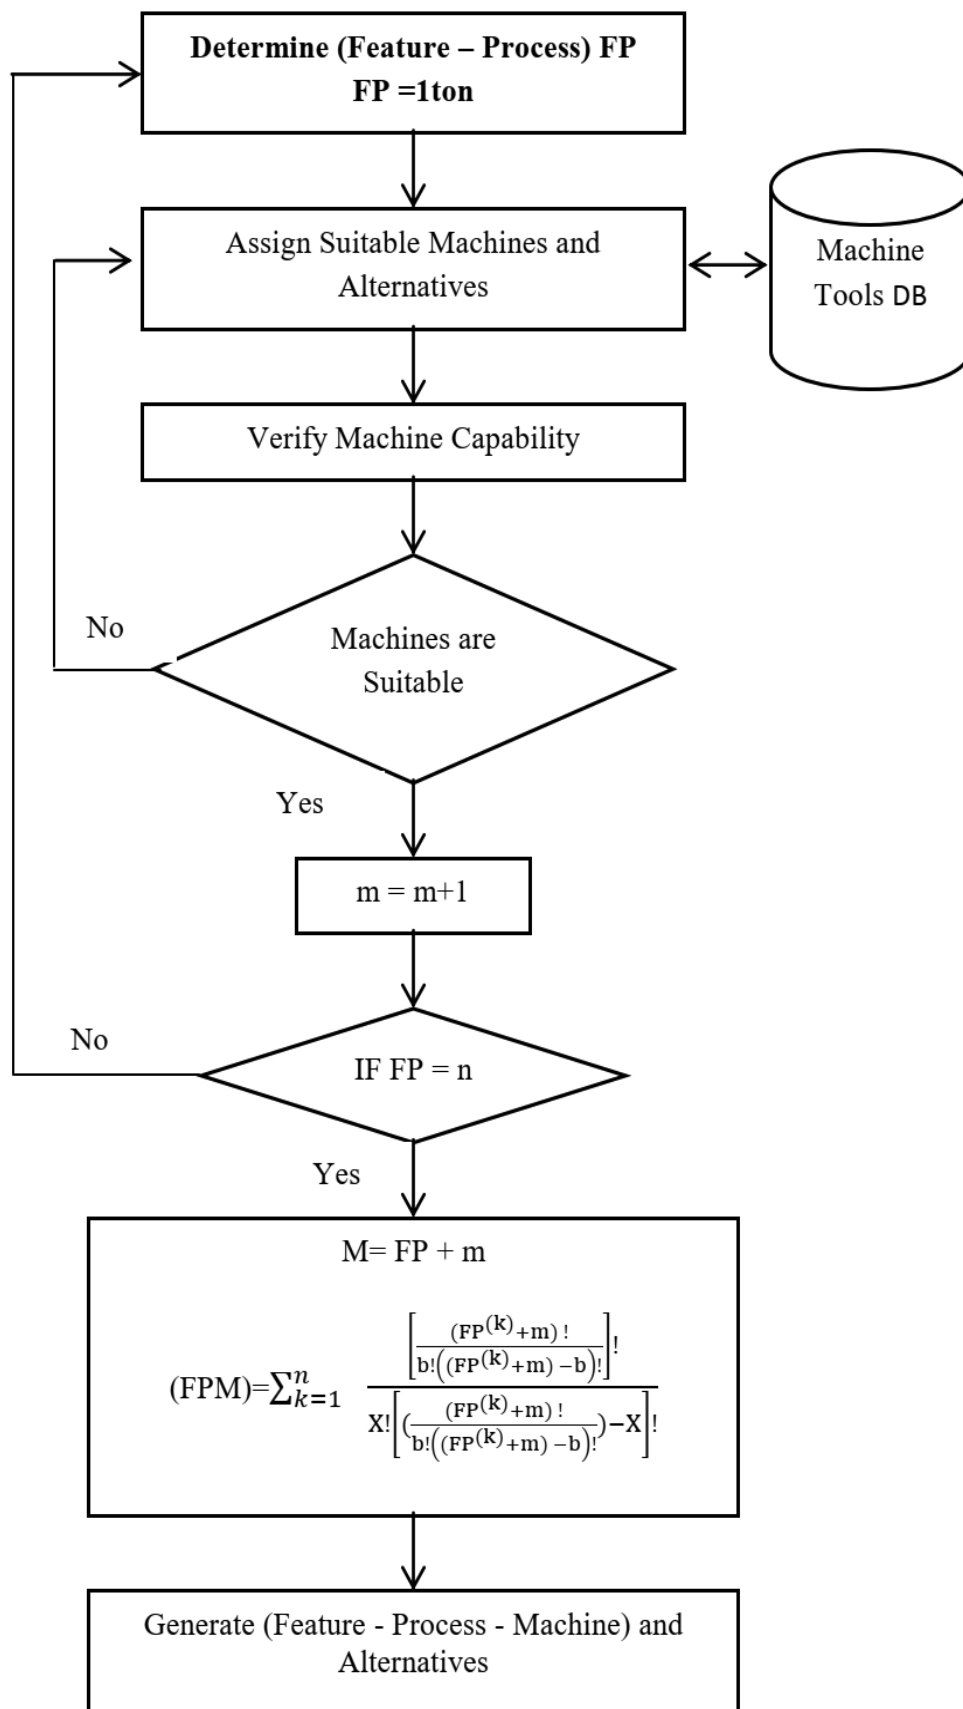 Determine (Feature – Process) FP
FP =1ton
Assign Suitable Machines and
Alternatives
Machine
Tools DB
Verify Machine Capability
Machines are
Suitable
No
Yes
m = m+1
No
IF FP = n
Yes
M= FP + m
(FPM)=∑ₖ₌₁ⁿ [(FP⁽ᵏ⁾+m) ! / b!((FP⁽ᵏ⁾+m) −b)!]! / X![((FP⁽ᵏ⁾+m) ! / b!((FP⁽ᵏ⁾+m) −b)!)−X]!
Generate (Feature - Process - Machine) and
Alternatives